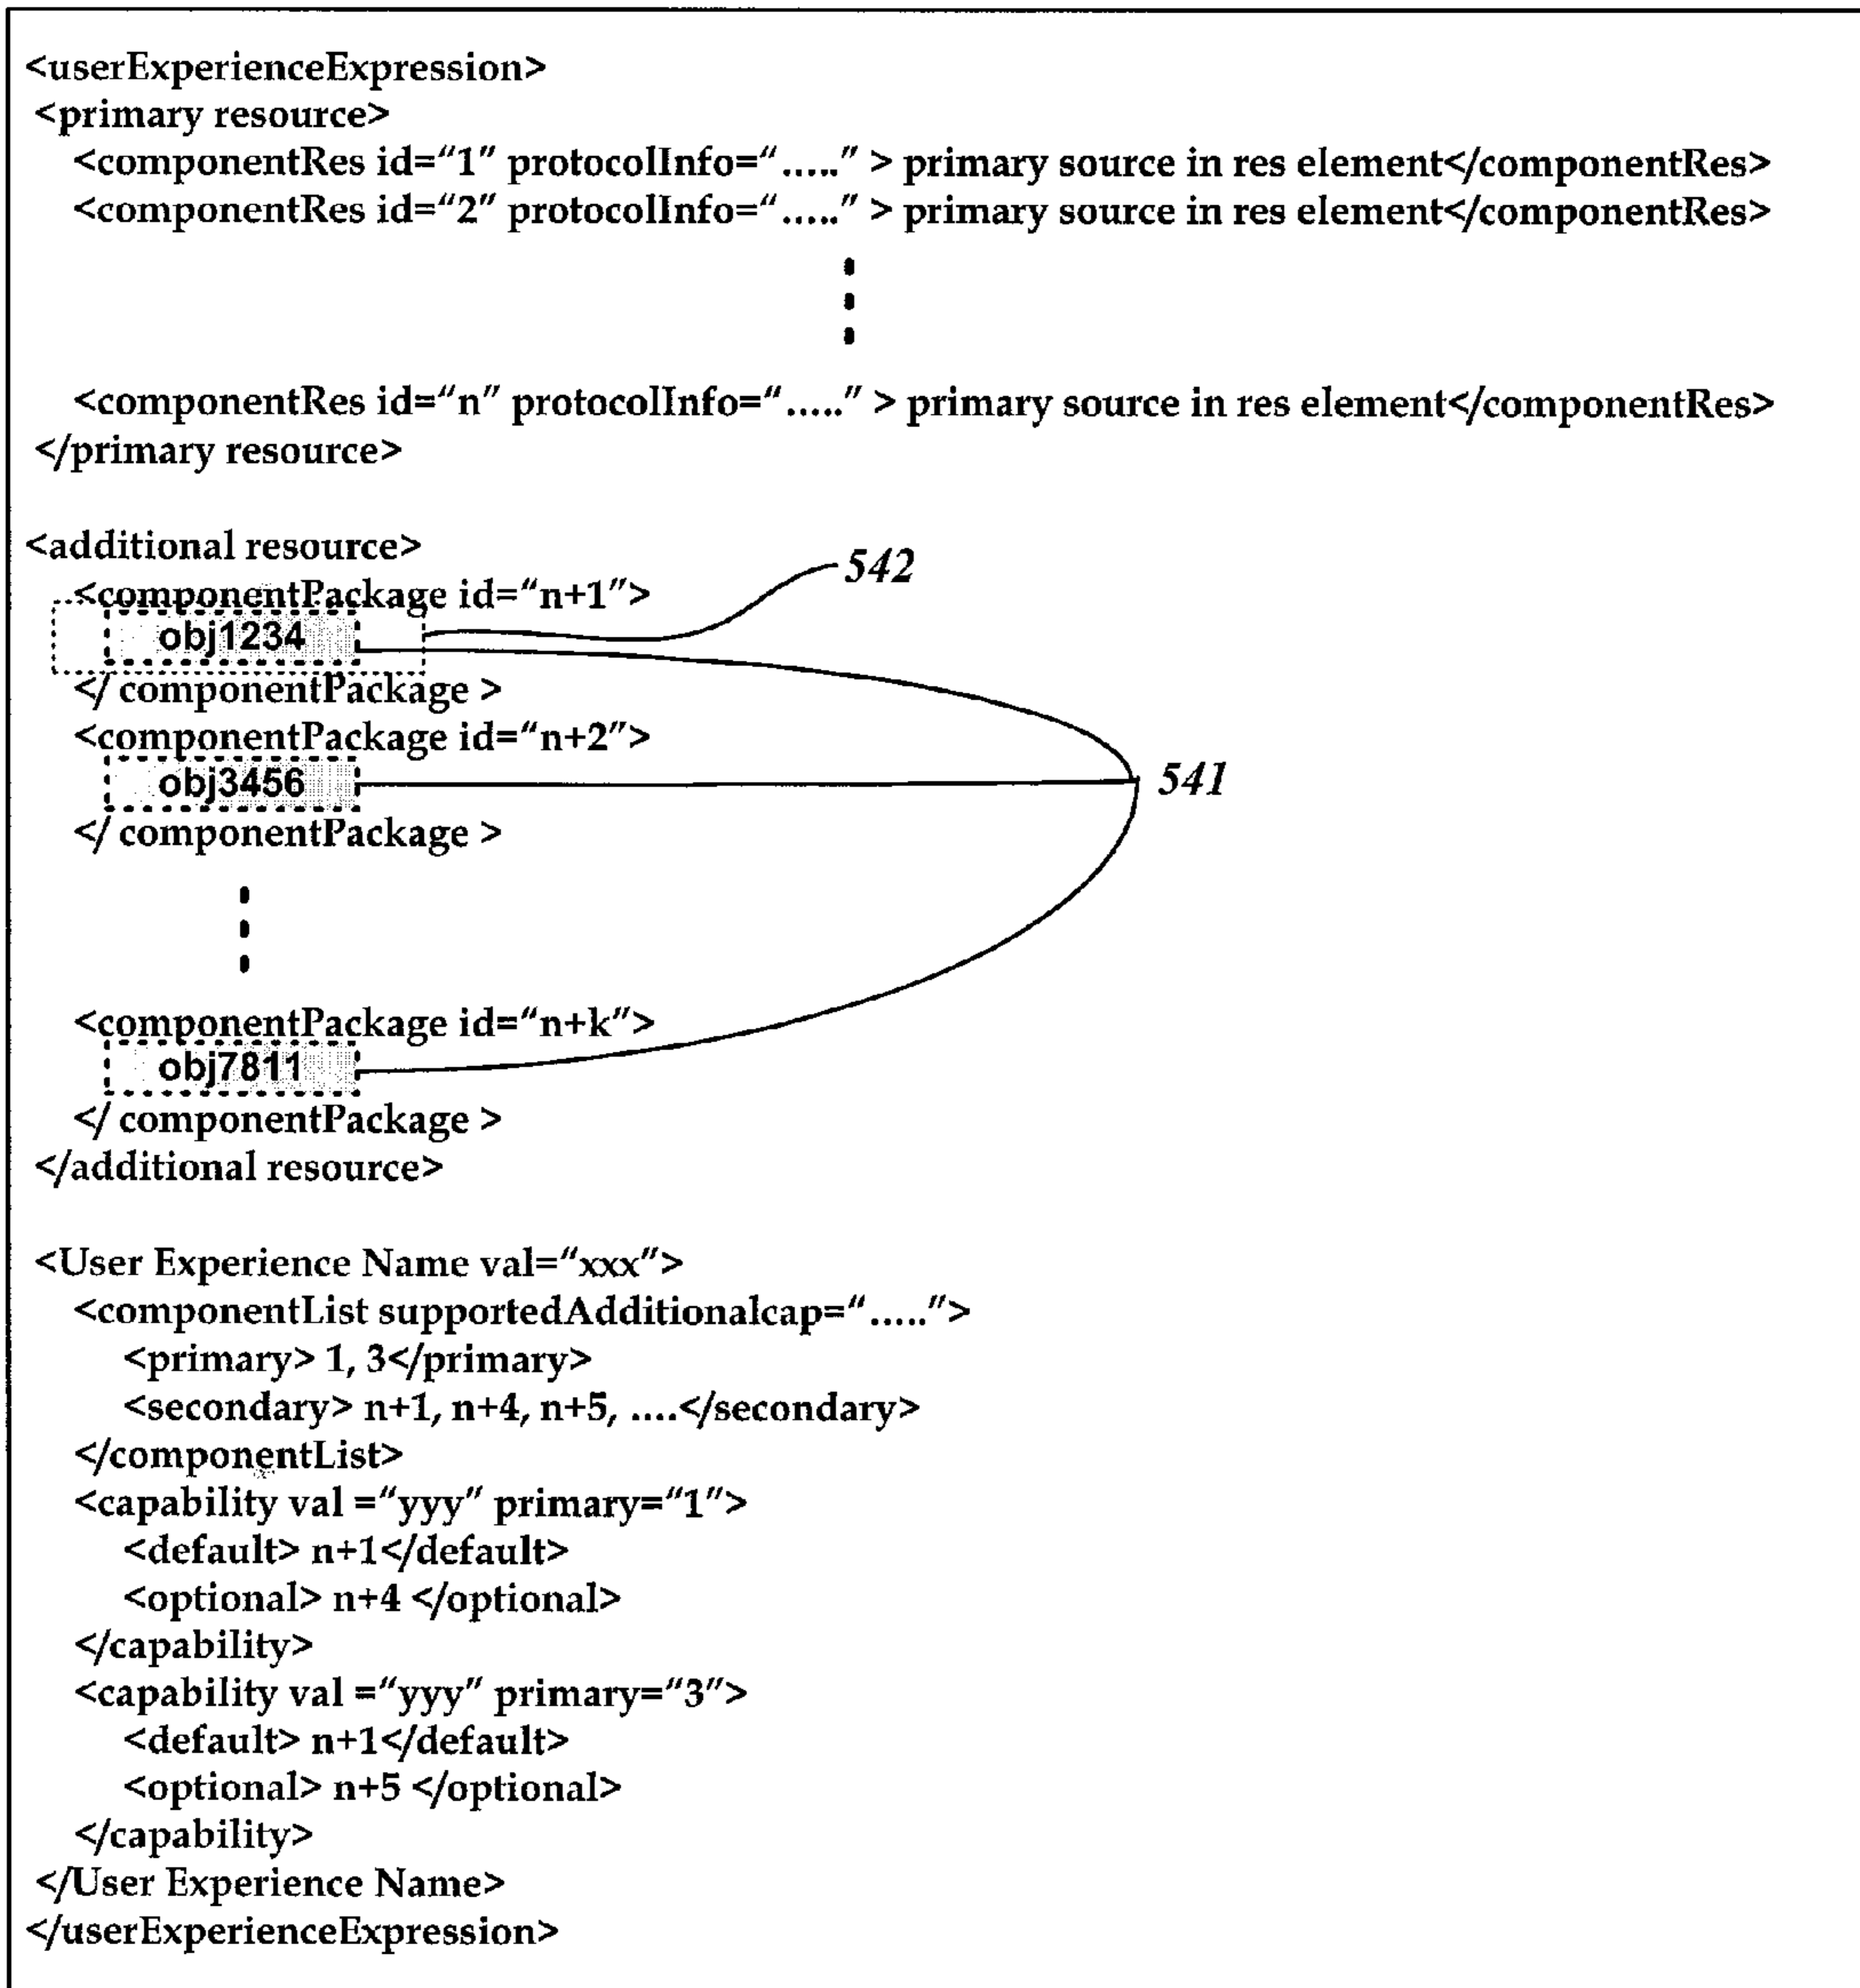 <userExperienceExpression>
<primary resource>
<componentRes id="1" protocolInfo="....." > primary source in res element</componentRes>
<componentRes id="2" protocolInfo="....." > primary source in res element</componentRes>
<componentRes id="n" protocolInfo="....." > primary source in res element</componentRes>
</primary resource>
<additional resource>
542
<componentPackage id="n+1">
obj1234
</ componentPackage >
<componentPackage id="n+2">
obj3456
541
</ componentPackage >
<componentPackage id="n+k">
obj7811
</ componentPackage >
</additional resource>
<User Experience Name val="xxx">
<componentList supportedAdditionalcap=".....">
<primary> 1, 3</primary>
<secondary> n+1, n+4, n+5, ....</secondary>
</componentList>
<capability val ="yyy" primary="1">
<default> n+1</default>
<optional> n+4 </optional>
</capability>
<capability val ="yyy" primary="3">
<default> n+1</default>
<optional> n+5 </optional>
</capability>
</User Experience Name>
</userExperienceExpression>